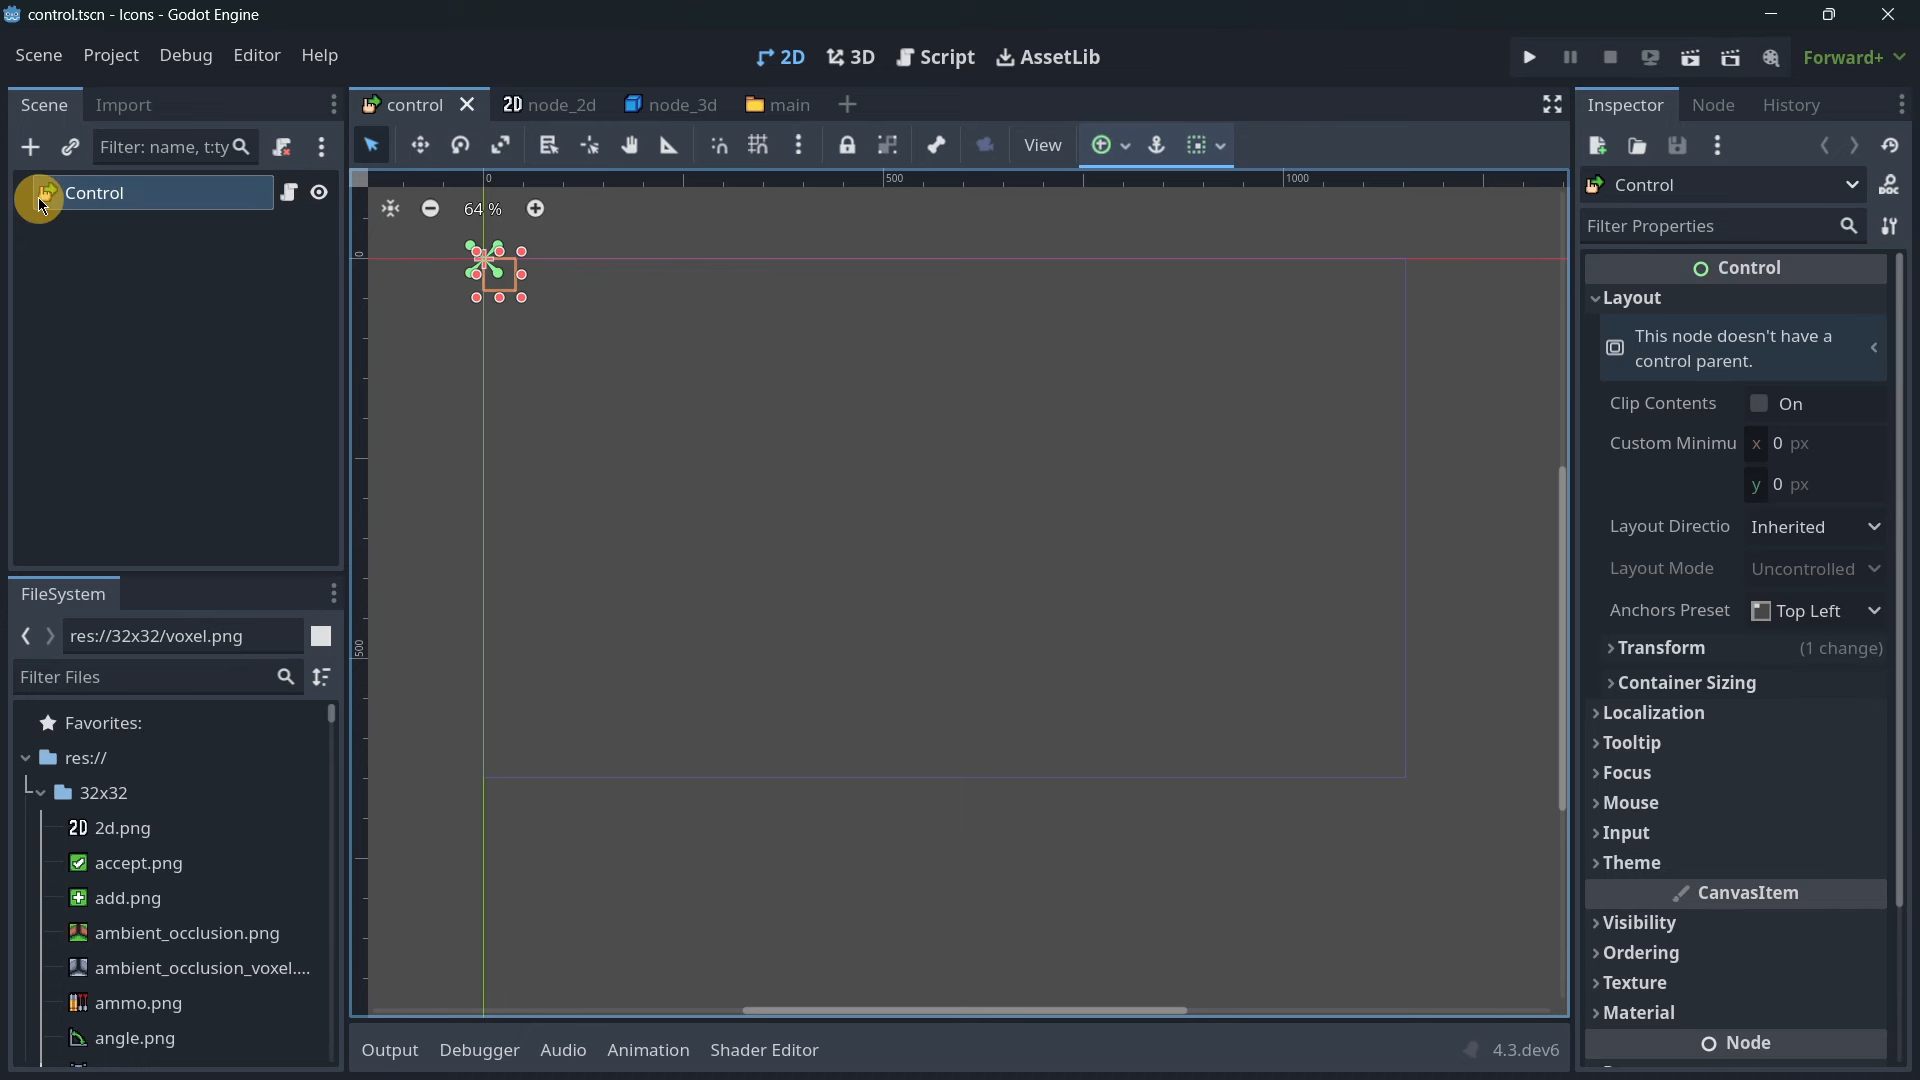 control.tscn - Icons - Godot Engine
Scene Project Debug Editor Help
2D 3D Script AssetLib
Forward+
Scene Import
control 2D node_2d node_3d main
Inspector Node History
Filter: name, t:ty
View
Control
Control
Filter Properties
0 500 1000
64 %
0
500
Control
Layout
This node doesn't have a
control parent.
Clip Contents On
Custom Minimu x 0 px
y 0 px
Layout Directio Inherited
Layout Mode Uncontrolled
Anchors Preset Top Left
Transform (1 change)
Container Sizing
Localization
Tooltip
Focus
Mouse
Input
Theme
CanvasItem
Visibility
Ordering
Texture
Material
Node
FileSystem
res://32x32/voxel.png
Filter Files
Favorites:
res://
32x32
2D 2d.png
accept.png
add.png
ambient_occlusion.png
ambient_occlusion_voxel....
ammo.png
angle.png
Output Debugger Audio Animation Shader Editor
4.3.dev6